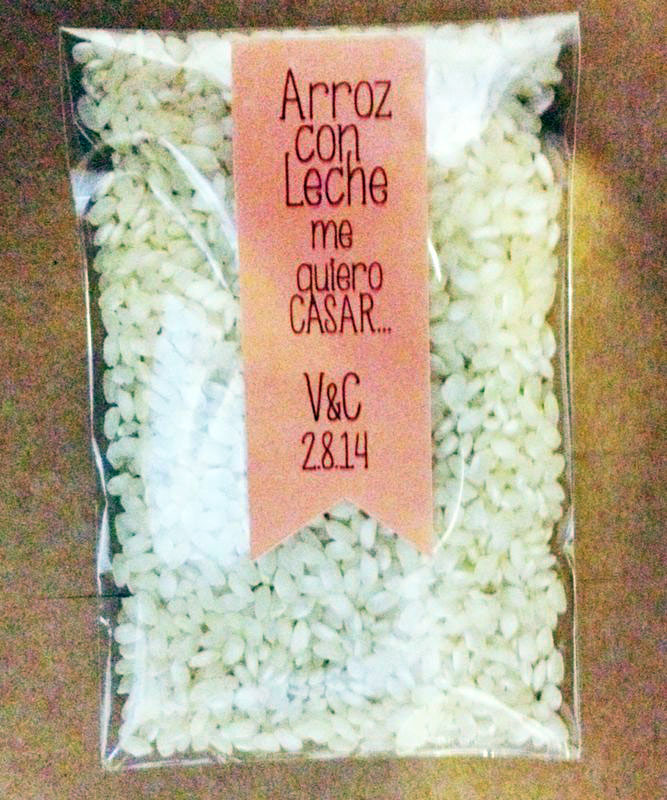 Arroz
con
Leche
me
quiero
CASAR...
V&C
2.8.14